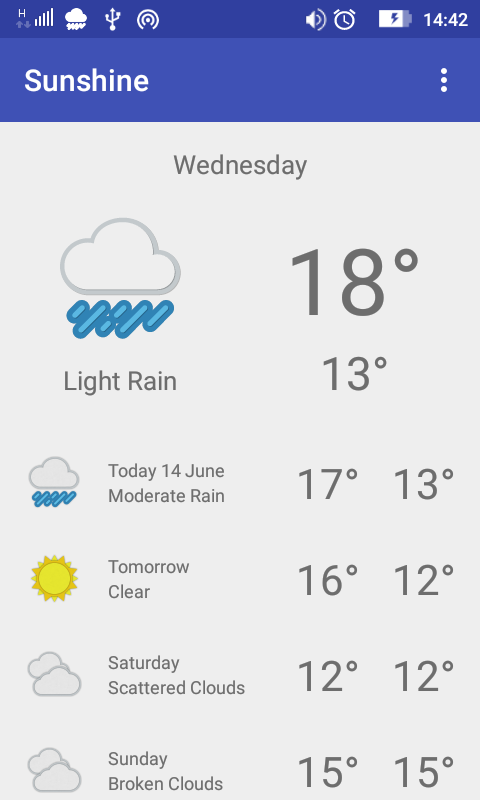 H 14:42
Sunshine
Wednesday
18°
13°
Light Rain
Today 14 June
Moderate Rain
17° 13°
Tomorrow
Clear
16° 12°
Saturday
Scattered Clouds
12° 12°
Sunday
Broken Clouds
15° 15°